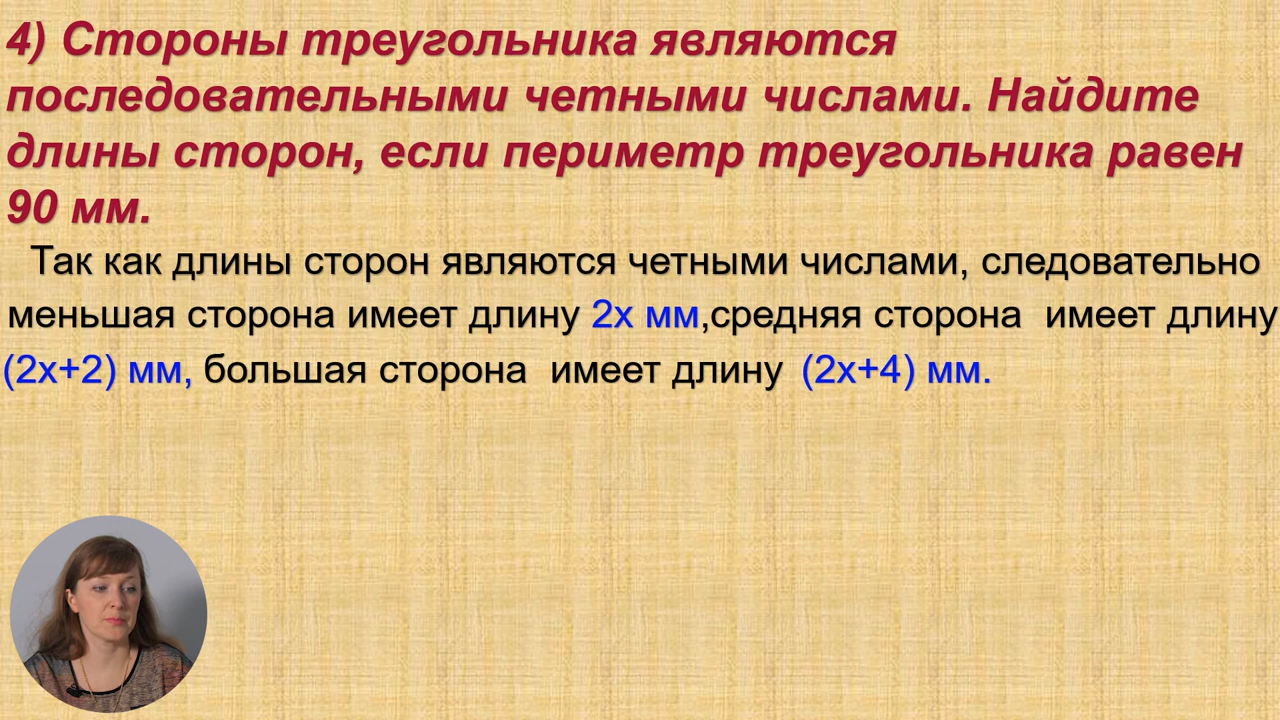 4) Стороны треугольника являются
последовательными четными числами. Найдите
длины сторон, если периметр треугольника равен
90 мм.
Так как длины сторон являются четными числами, следовательно
меньшая сторона имеет длину 2х мм,средняя сторона имеет длину
(2х+2) мм, большая сторона имеет длину (2х+4) мм.